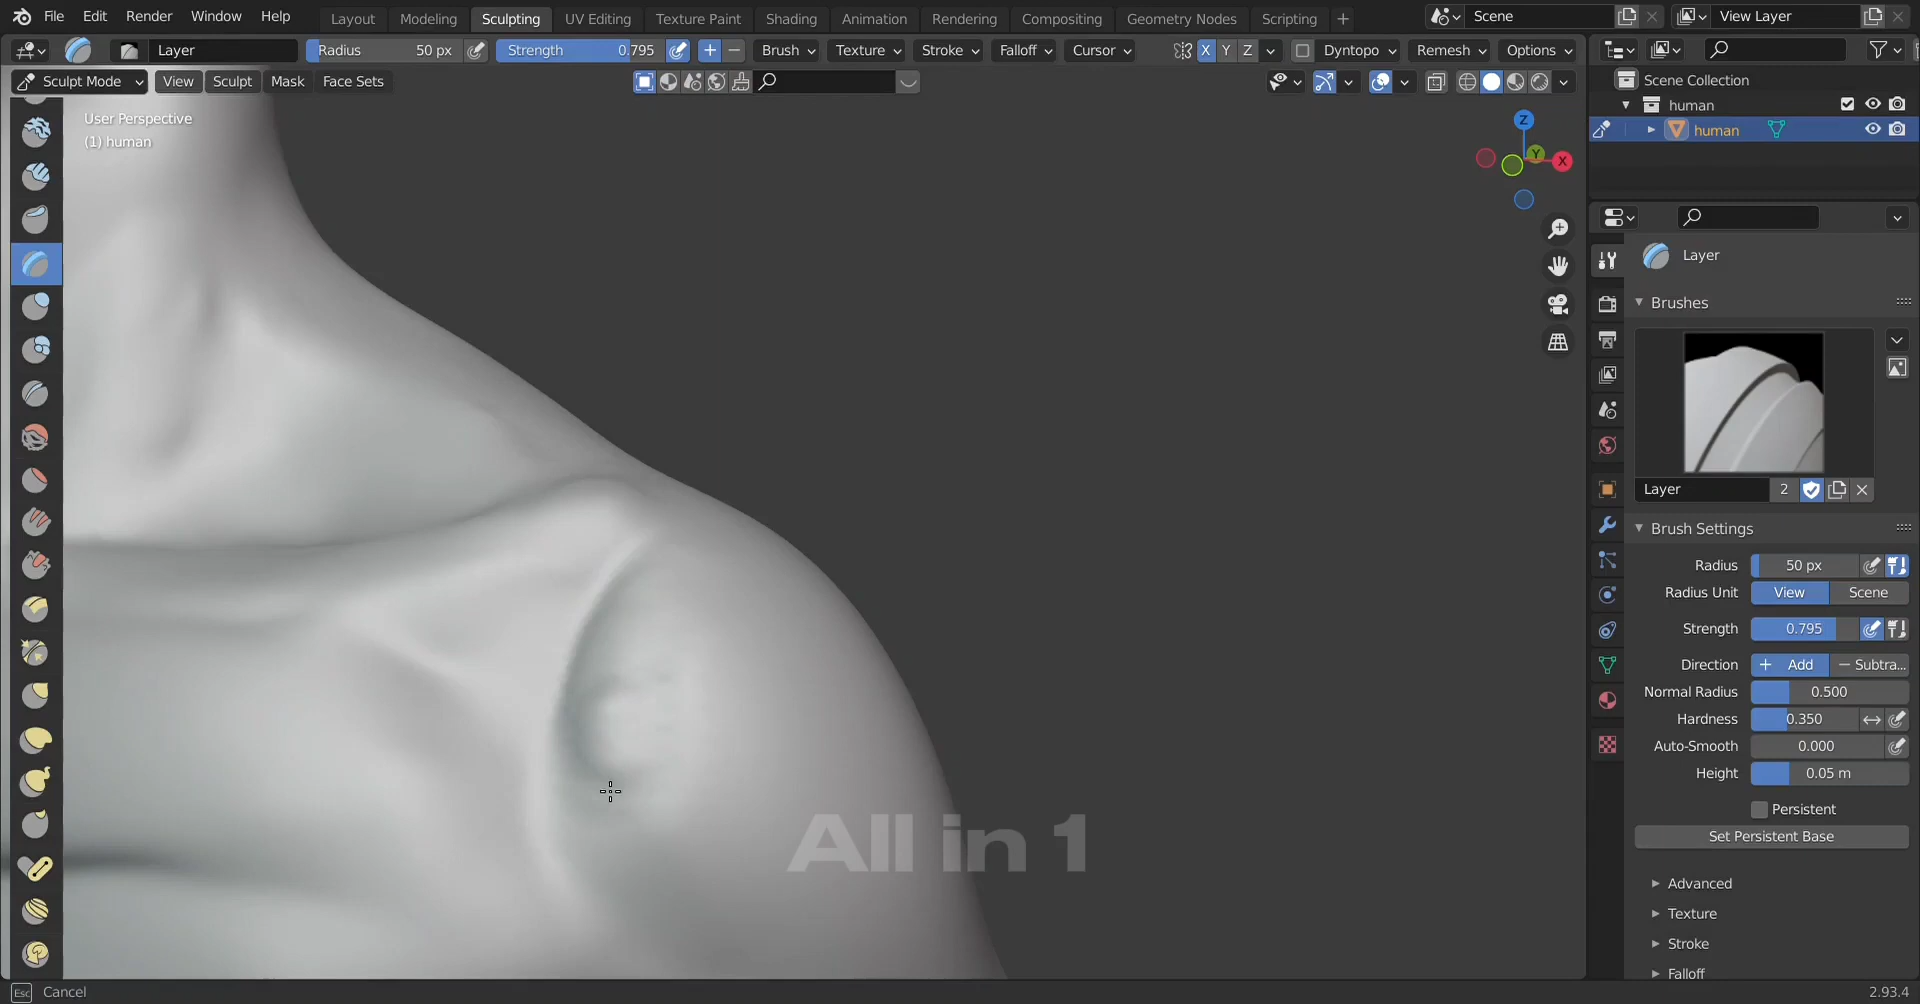 File Edit Render Window Help Layout Modeling Sculpting UV Editing Texture Paint Shading Animation Rendering Compositing Geometry Nodes Scripting + Scene View Layer
Layer Radius 50 px Strength 0.795 + − Brush Texture Stroke Falloff Cursor X Y Z Dyntopo Remesh Options
Sculpt Mode View Sculpt Mask Face Sets
Scene Collection
human
human
User Perspective
(1) human
Z
Y
X
Layer
Brushes
Layer 2
Brush Settings
Radius 50 px
Radius Unit View Scene
Strength 0.795
Direction + Add − Subtra...
Normal Radius 0.500
Hardness 0.350
Auto-Smooth 0.000
Height 0.05 m
Persistent
Set Persistent Base
Advanced
Texture
Stroke
Falloff
All in 1
Esc Cancel
2.93.4